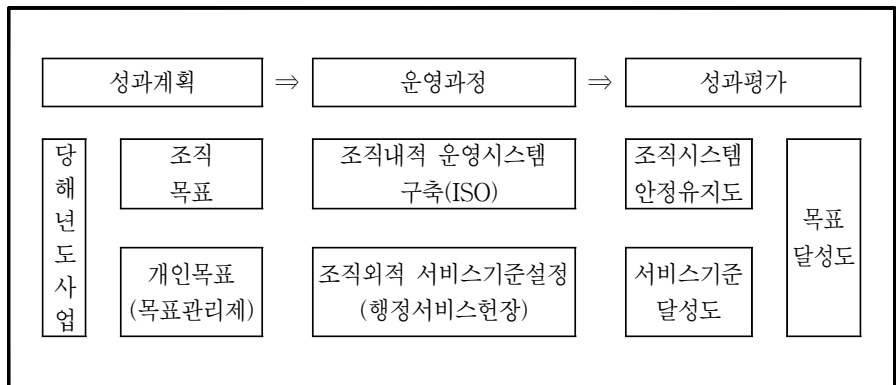 성과계획 ⇒ 운영과정 ⇒ 성과평가
당해년도사업
조직
목표
개인목표
(목표관리제)
조직내적 운영시스템
구축(ISO)
조직외적 서비스기준설정
(행정서비스헌장)
조직시스템
안정유지도
서비스기준
달성도
목표
달성도